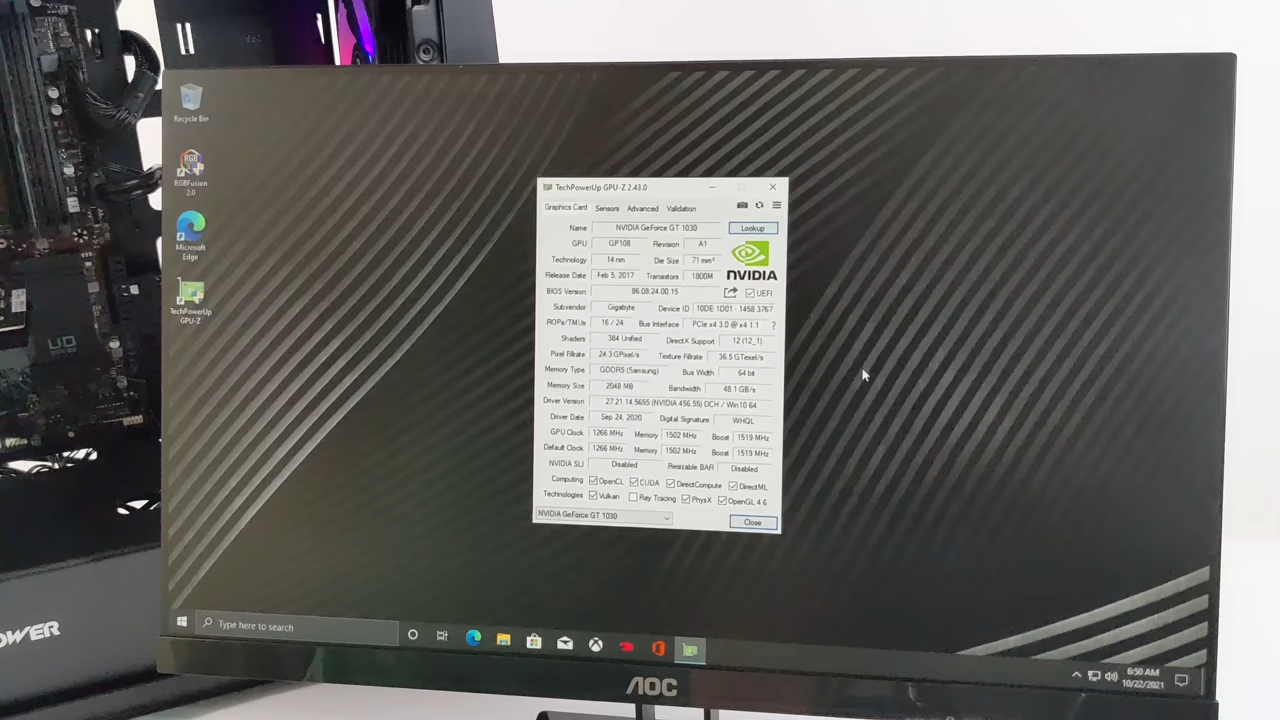 Recycle Bin
RGBFusion
2.0
Microsoft
Edge
TechPowerUp
GPU-Z
UD
OWER
TechPowerUp GPU-Z 2.43.0
Graphics Card Sensors Advanced Validation
Name NVIDIA GeForce GT 1030 Lookup
GPU GP108 Revision A1
Technology 14 nm Die Size 71 mm²
Release Date Feb 5, 2017 Transistors 1800M
NVIDIA
BIOS Version 86.08.24.00.15 UEFI
Subvendor Gigabyte Device ID 10DE 1D01 - 1458 3767
ROPs/TMUs 16 / 24 Bus Interface PCIe x4 3.0 @ x4 1.1 ?
Shaders 384 Unified DirectX Support 12 (12_1)
Pixel Fillrate 24.3 GPixel/s Texture Fillrate 36.5 GTexel/s
Memory Type GDDR5 (Samsung) Bus Width 64 bit
Memory Size 2048 MB Bandwidth 48.1 GB/s
Driver Version 27.21.14.5655 (NVIDIA 456.55) DCH / Win10 64
Driver Date Sep 24, 2020 Digital Signature WHQL
GPU Clock 1266 MHz Memory 1502 MHz Boost 1519 MHz
Default Clock 1266 MHz Memory 1502 MHz Boost 1519 MHz
NVIDIA SLI Disabled Resizable BAR Disabled
Computing OpenCL CUDA DirectCompute DirectML
Technologies Vulkan Ray Tracing PhysX OpenGL 4.6
NVIDIA GeForce GT 1030 Close
Type here to search
6:50 AM
10/22/2021
AOC